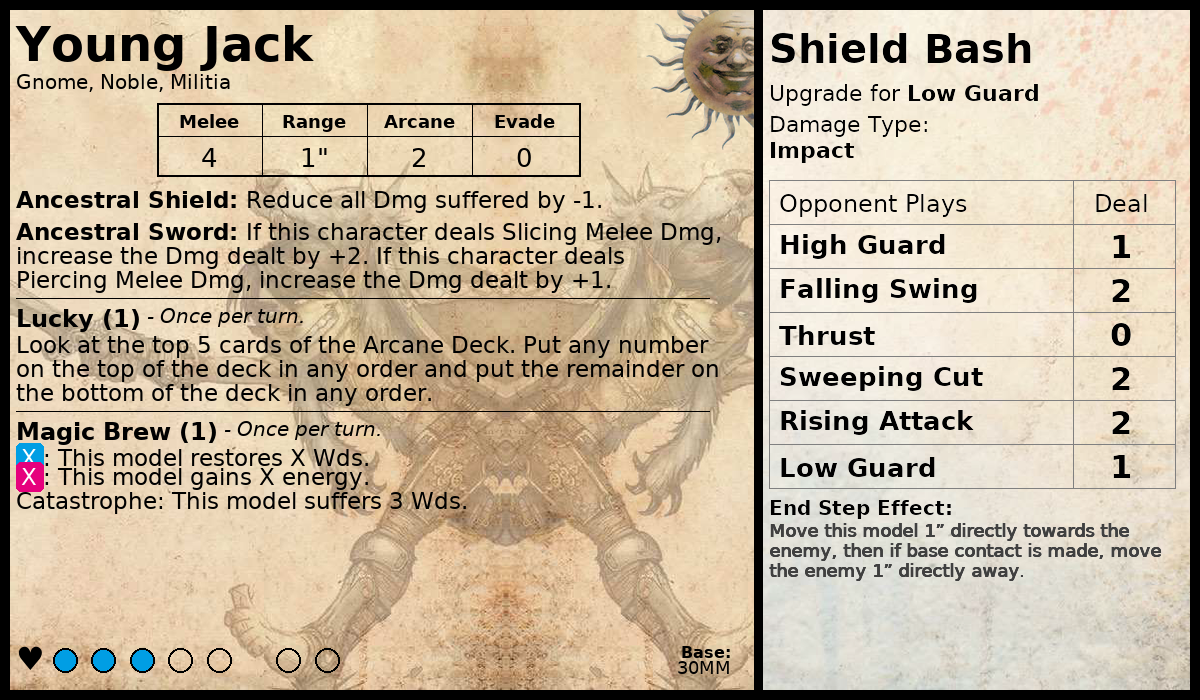 Young Jack
Gnome, Noble, Militia
Melee Range Arcane Evade
4 1" 2 0
Ancestral Shield: Reduce all Dmg suffered by -1.
Ancestral Sword: If this character deals Slicing Melee Dmg,
increase the Dmg dealt by +2. If this character deals
Piercing Melee Dmg, increase the Dmg dealt by +1.
Lucky (1) - Once per turn.
Look at the top 5 cards of the Arcane Deck. Put any number
on the top of the deck in any order and put the remainder on
the bottom of the deck in any order.
Magic Brew (1) - Once per turn.
X: This model restores X Wds.
X: This model gains X energy.
Catastrophe: This model suffers 3 Wds.
Base:
30MM
Shield Bash
Upgrade for Low Guard
Damage Type:
Impact
Opponent Plays Deal
High Guard 1
Falling Swing 2
Thrust 0
Sweeping Cut 2
Rising Attack 2
Low Guard 1
End Step Effect:
Move this model 1” directly towards the
enemy, then if base contact is made, move
the enemy 1” directly away.